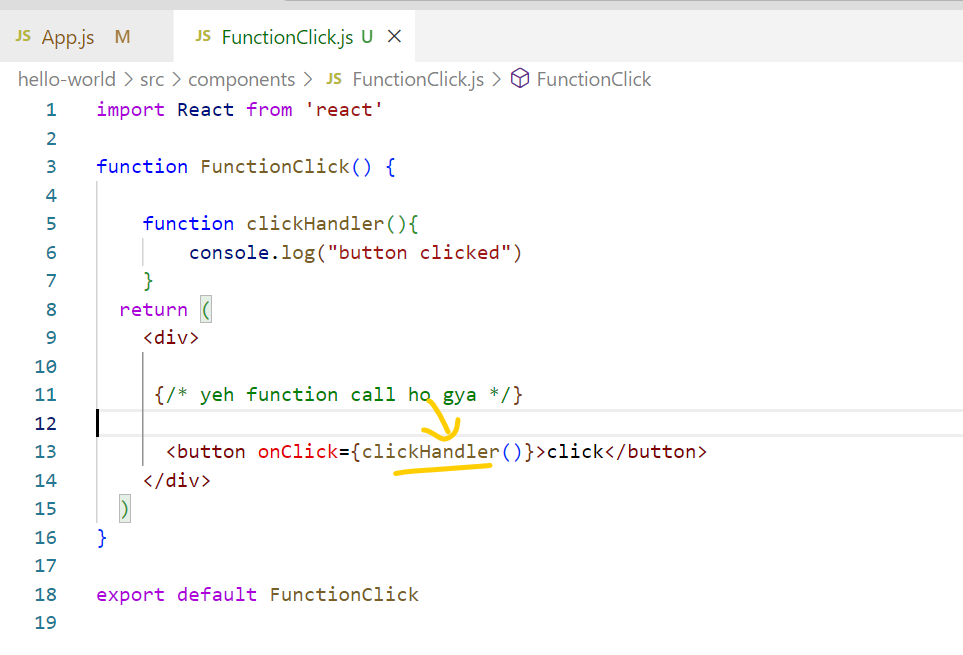 JS App.js M JS FunctionClick.js U
hello-world > src > components > JS FunctionClick.js > FunctionClick
1 import React from 'react'
2
3 function FunctionClick() {
4
5 function clickHandler(){
6 console.log("button clicked")
7 }
8 return (
9 <div>
10
11 {/* yeh function call ho gya */}
12
13 <button onClick={clickHandler()}>click</button>
14 </div>
15 )
16 }
17
18 export default FunctionClick
19